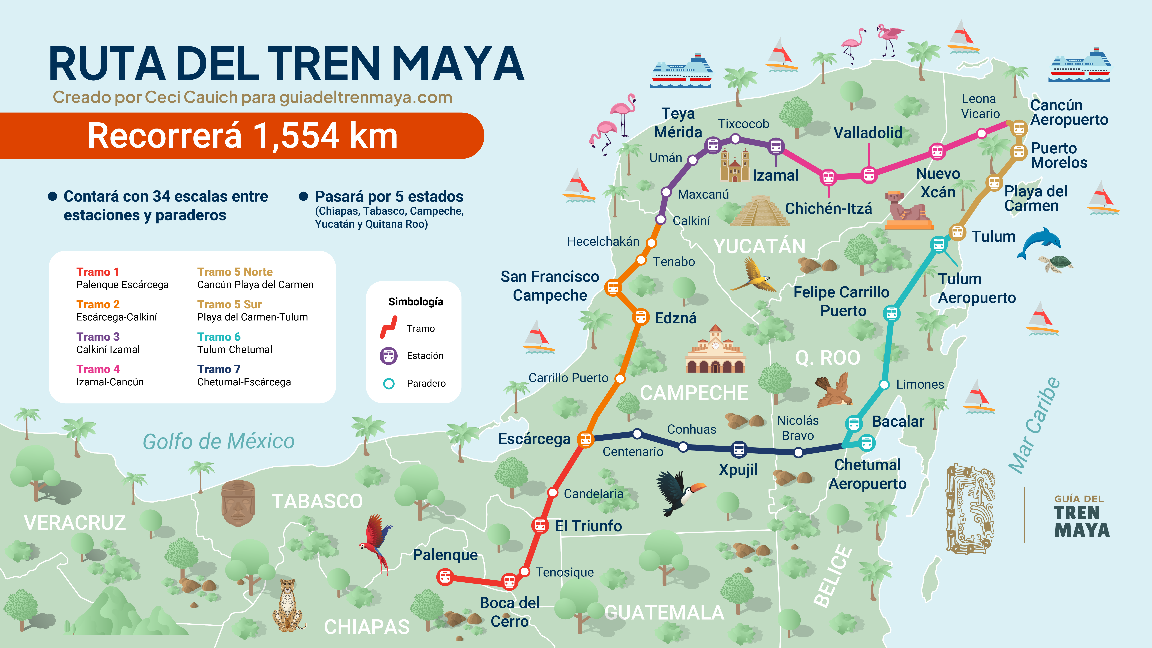 RUTA DEL TREN MAYA
Creado por Ceci Cauich para guiadeltrenmaya.com
Recorrerá 1,554 km
Contará con 34 escalas entre
estaciones y paraderos
Pasará por 5 estados
(Chiapas, Tabasco, Campeche,
Yucatán y Quitana Roo)
Tramo 1
Palenque Escárcega
Tramo 2
Escárcega-Calkiní
Tramo 3
Calkiní Izamal
Tramo 4
Izamal-Cancún
Tramo 5 Norte
Cancún Playa del Carmen
Tramo 5 Sur
Playa del Carmen-Tulum
Tramo 6
Tulum Chetumal
Tramo 7
Chetumal-Escárcega
Simbología
Tramo
Estación
Paradero
Teya
Mérida
Tixcocob
Umán
Izamal
Maxcanú
Calkiní
Hecelchakán
Tenabo
San Francisco
Campeche
Edzná
Carrillo Puerto
Escárcega
Valladolid
Chichén-Itzá
Nuevo
Xcán
Leona
Vicario
Cancún
Aeropuerto
Puerto
Morelos
Playa del
Carmen
Tulum
Tulum
Aeropuerto
Felipe Carrillo
Puerto
Limones
Bacalar
Chetumal
Aeropuerto
Nicolás
Bravo
Xpujil
Conhuas
Centenario
Candelaria
El Triunfo
Tenosique
Boca del
Cerro
Palenque
YUCATÁN
Q. ROO
CAMPECHE
TABASCO
VERACRUZ
CHIAPAS
GUATEMALA
BELICE
Golfo de México
Mar Caribe
GUÍA DEL
TREN
MAYA